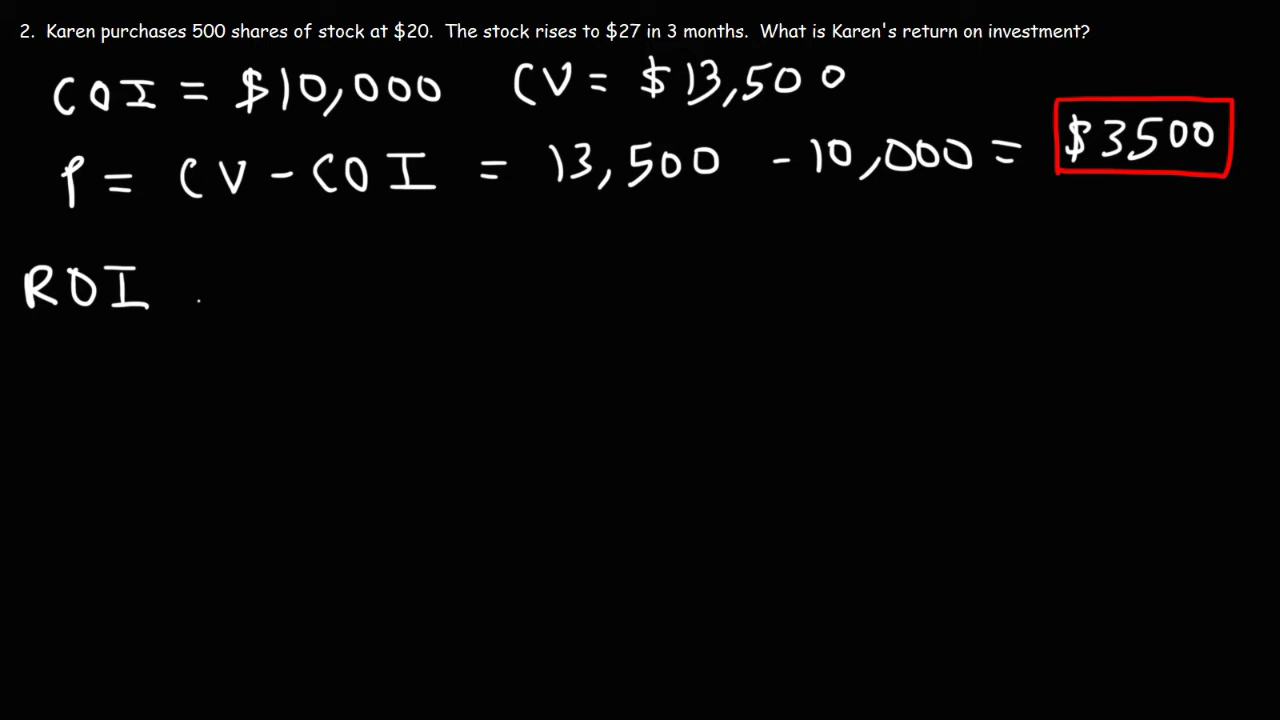 2. Karen purchases 500 shares of stock at $20. The stock rises to $27 in 3 months. What is Karen's return on investment?
COI = $10,000 CV = $13,500
P = CV - COI = 13,500 - 10,000 = $3500
ROI